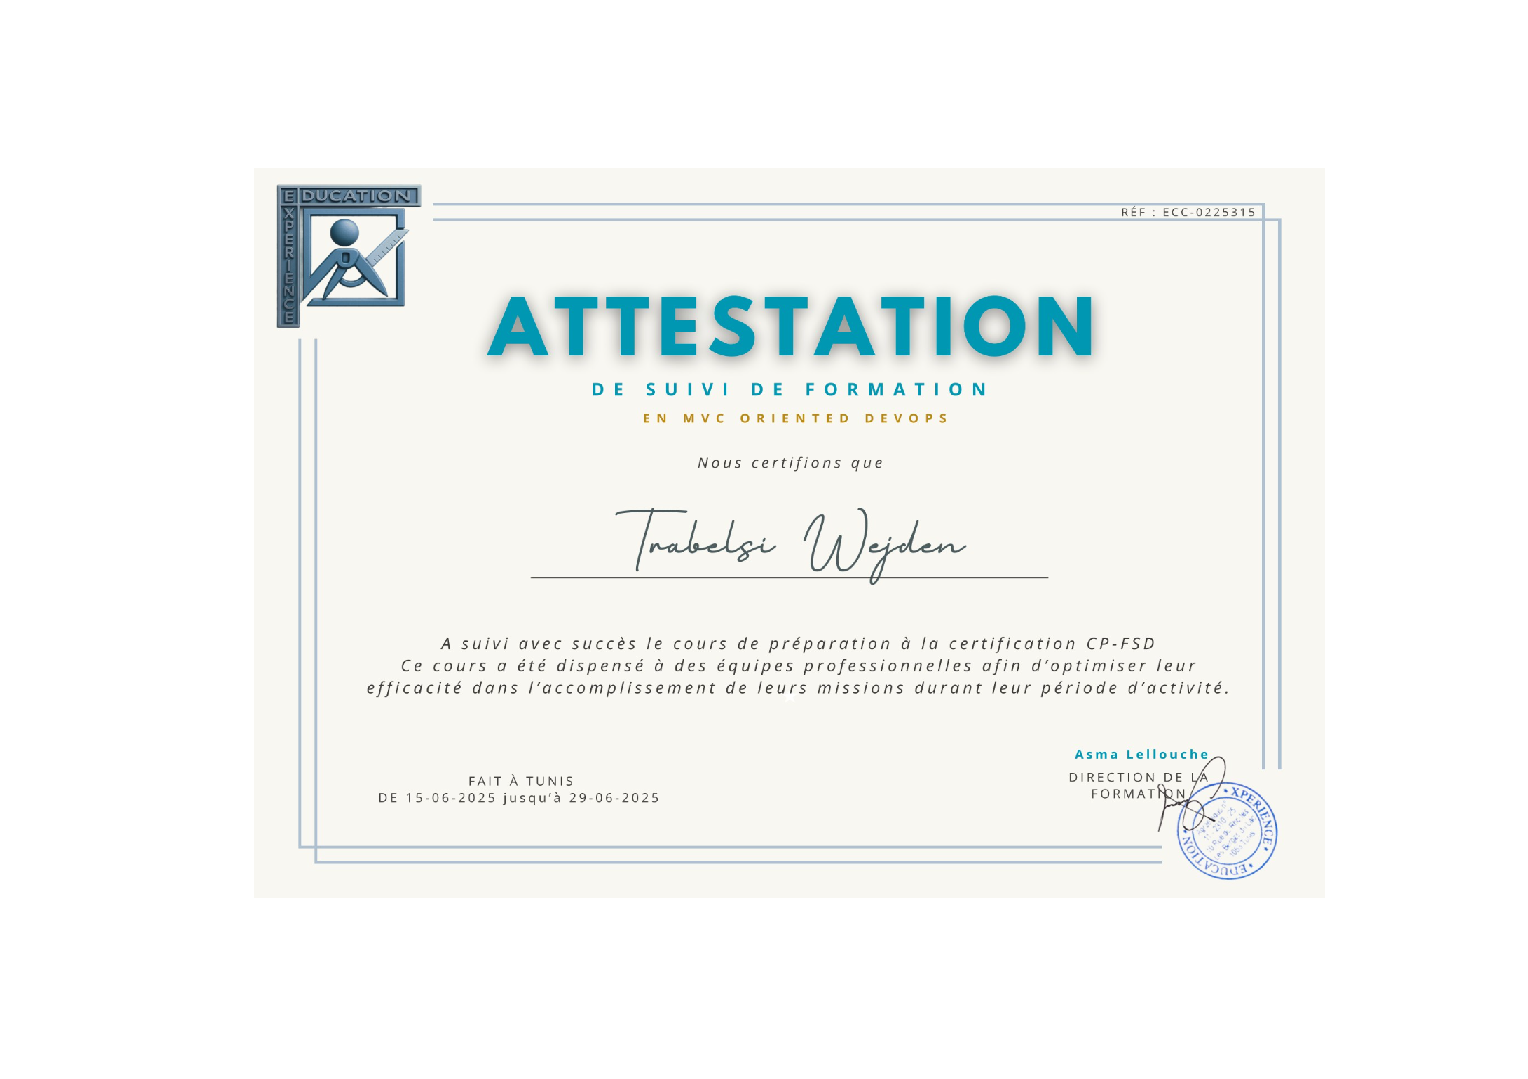 EDUCATION
EXPERIENCE
RÉF : ECC-0225315
ATTESTATION
DE SUIVI DE FORMATION
EN MVC ORIENTED DEVOPS
Nous certifions que
Trabelsi Wejden
A suivi avec succès le cours de préparation à la certification CP-FSD
Ce cours a été dispensé à des équipes professionnelles afin d’optimiser leur
efficacité dans l’accomplissement de leurs missions durant leur période d’activité.
Asma Lellouche
DIRECTION DE LA
FORMATION
FAIT À TUNIS
DE 15-06-2025 jusqu’à 29-06-2025
XPERIENCE
EDUCATION